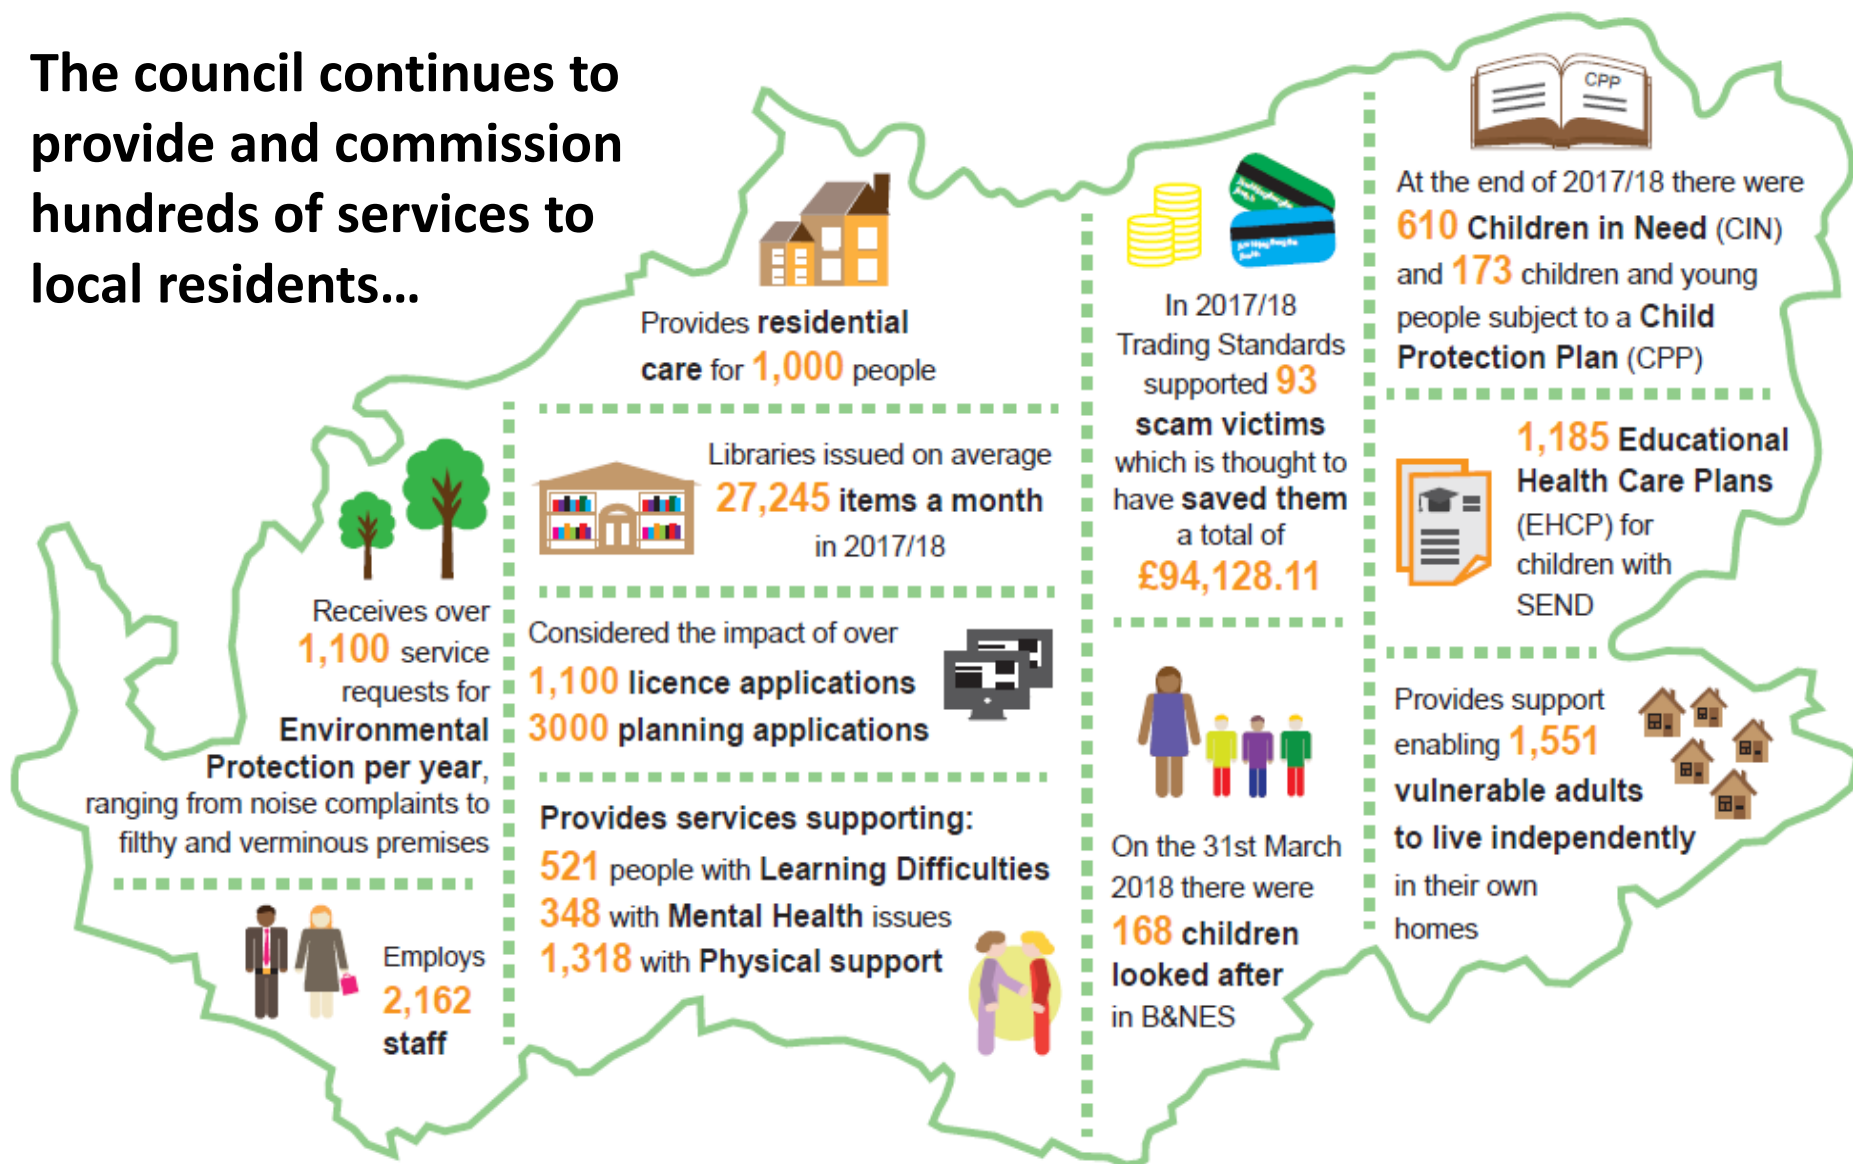 The council continues to
provide and commission
hundreds of services to
local residents...
Receives over
1,100 service
requests for
Environmental
Protection per year,
ranging from noise complaints to
filthy and verminous premises
Employs
2,162
staff
Provides residential
care for 1,000 people
Libraries issued on average
27,245 items a month
in 2017/18
Considered the impact of over
1,100 licence applications
3000 planning applications
Provides services supporting:
521 people with Learning Difficulties
348 with Mental Health issues
1,318 with Physical support
In 2017/18
Trading Standards
supported 93
scam victims
which is thought to
have saved them
a total of
£94,128.11
On the 31st March
2018 there were
168 children
looked after
in B&NES
CPP
At the end of 2017/18 there were
610 Children in Need (CIN)
and 173 children and young
people subject to a Child
Protection Plan (CPP)
1,185 Educational
Health Care Plans
(EHCP) for
children with
SEND
Provides support
enabling 1,551
vulnerable adults
to live independently
in their own
homes